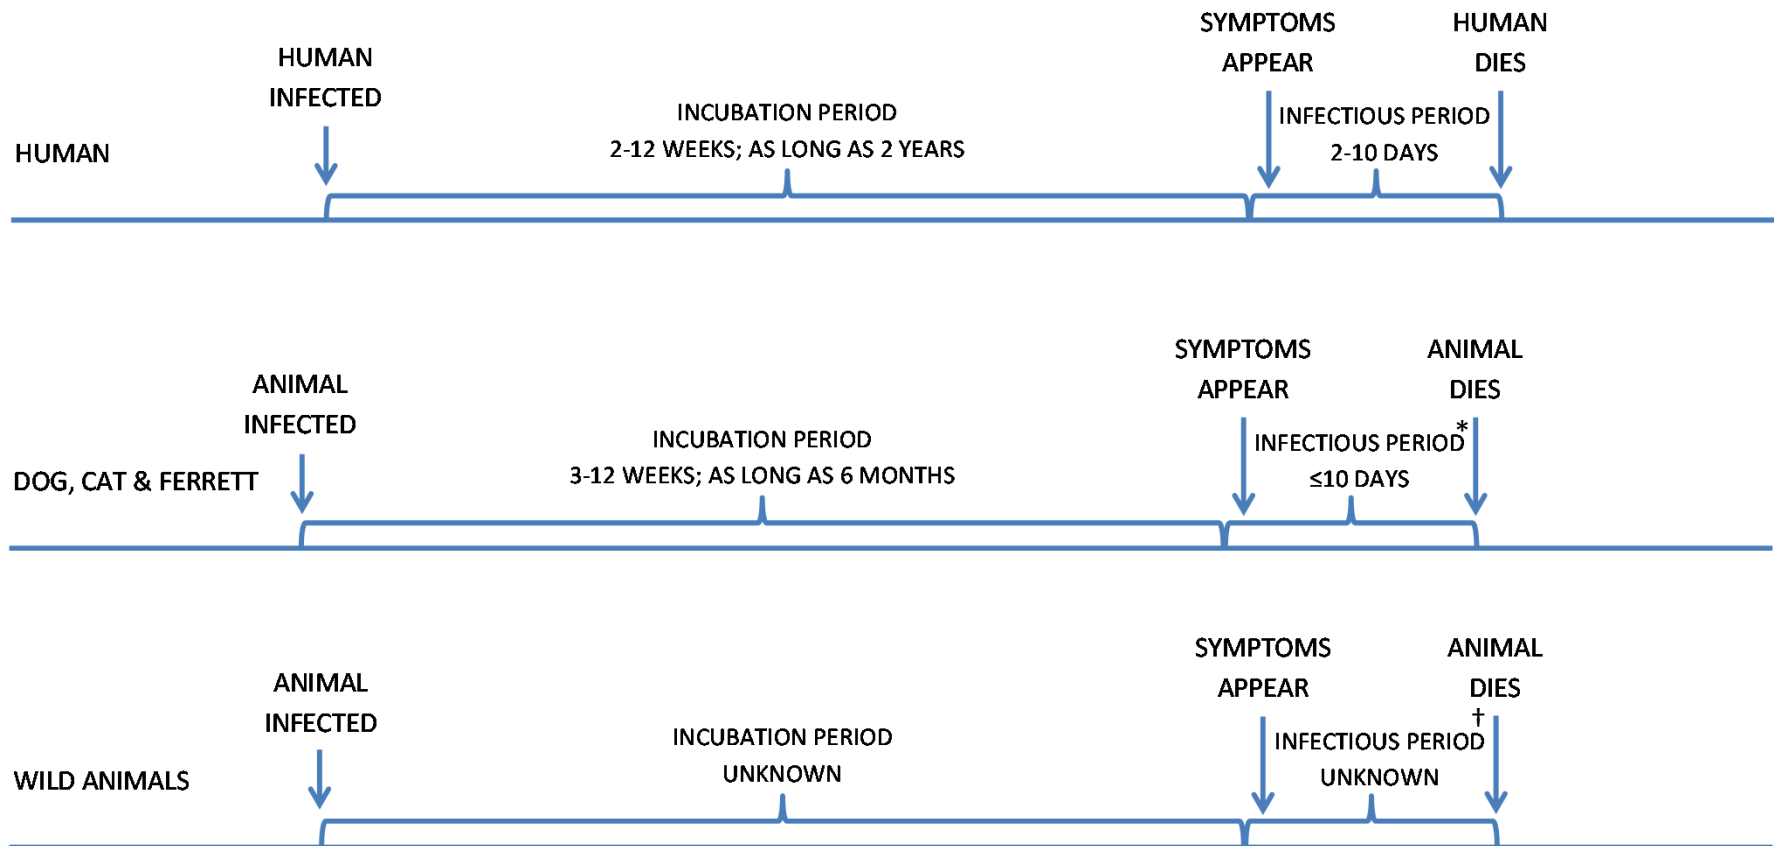 HUMAN
INFECTED
SYMPTOMS
APPEAR
HUMAN
DIES
HUMAN
INCUBATION PERIOD
2-12 WEEKS; AS LONG AS 2 YEARS
INFECTIOUS PERIOD
2-10 DAYS
ANIMAL
INFECTED
SYMPTOMS
APPEAR
ANIMAL
DIES
DOG, CAT & FERRETT
INCUBATION PERIOD
3-12 WEEKS; AS LONG AS 6 MONTHS
INFECTIOUS PERIOD*
≤10 DAYS
ANIMAL
INFECTED
SYMPTOMS
APPEAR
ANIMAL
DIES
WILD ANIMALS
INCUBATION PERIOD
UNKNOWN
INFECTIOUS PERIOD†
UNKNOWN